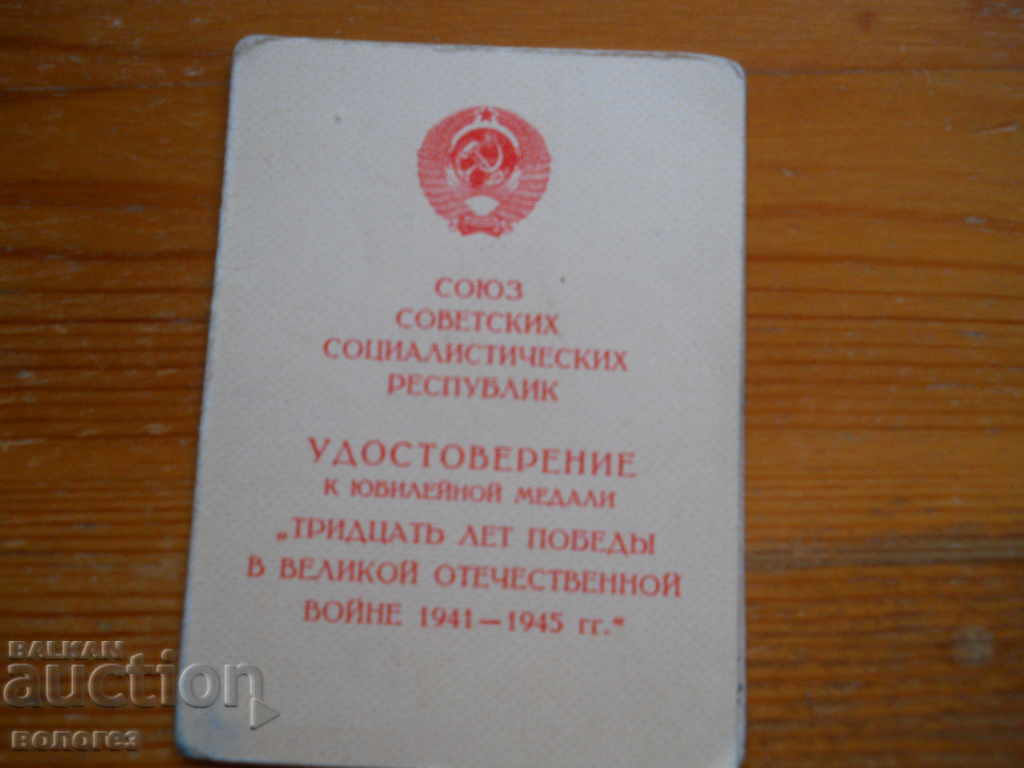 СОЮЗ
СОВЕТСКИХ
СОЦИАЛИСТИЧЕСКИХ
РЕСПУБЛИК
УДОСТОВЕРЕНИЕ
К ЮБИЛЕЙНОЙ МЕДАЛИ
„ТРИДЦАТЬ ЛЕТ ПОБЕДЫ
В ВЕЛИКОЙ ОТЕЧЕСТВЕННОЙ
ВОЙНЕ 1941—1945 гг.“
BALKAN
auction
вологез